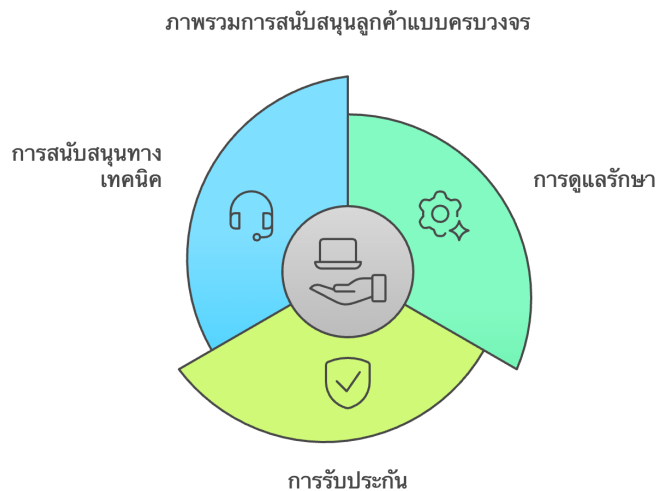 ภาพรวมการสนับสนุนลูกค้าแบบครบวงจร
การสนับสนุนทาง
เทคนิค
การดูแลรักษา
การรับประกัน